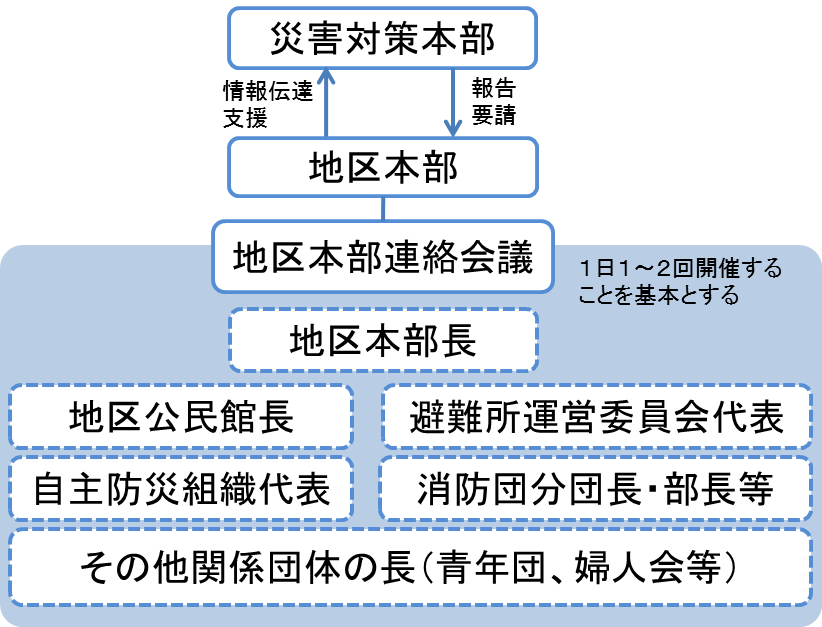 災害対策本部
情報伝達
支援
報告
要請
地区本部
地区本部連絡会議
１日１～２回開催する
ことを基本とする
地区本部長
地区公民館長
避難所運営委員会代表
自主防災組織代表
消防団分団長・部長等
その他関係団体の長（青年団、婦人会等）